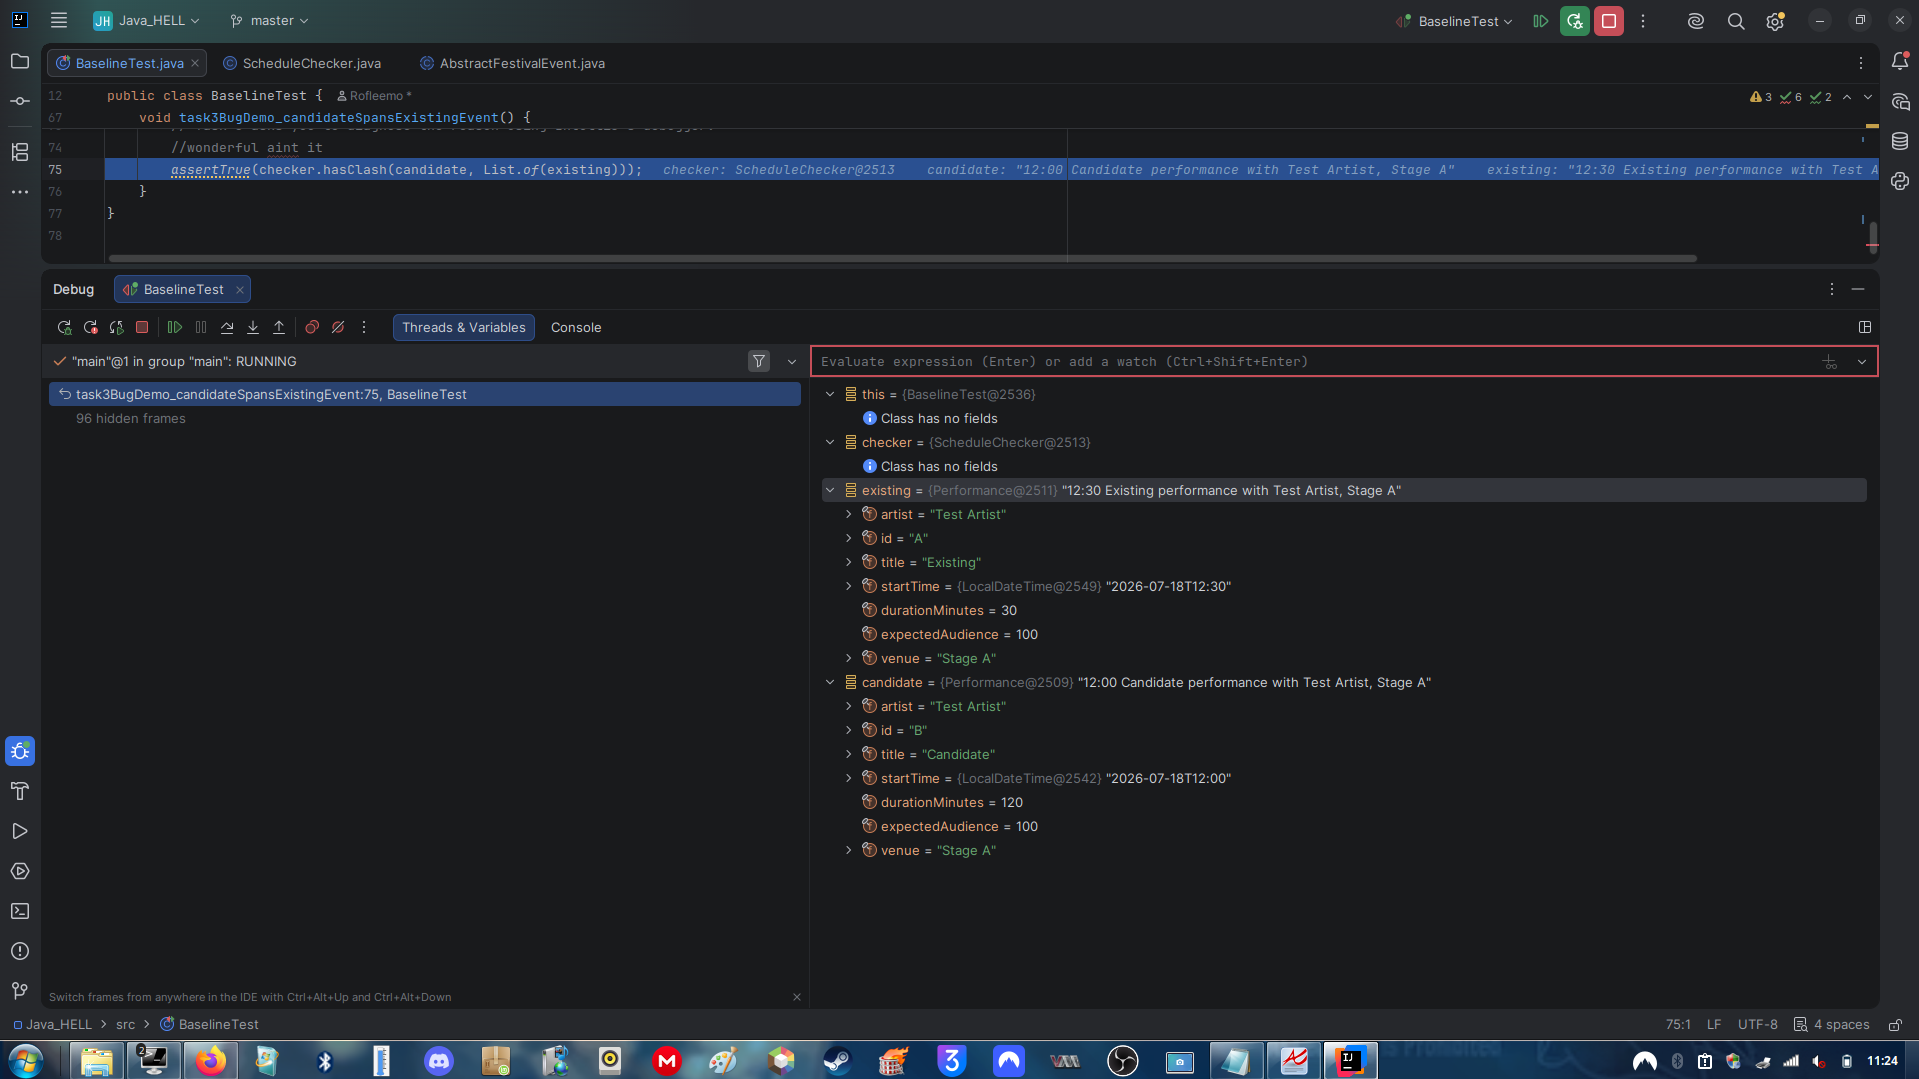 JH Java_HELL
master
BaselineTest
BaselineTest.java
ScheduleChecker.java
AbstractFestivalEvent.java
12 public class BaselineTest { Rofleemo *
3 6 2
67 void task3BugDemo_candidateSpansExistingEvent() {
74 //wonderful aint it
75 assertTrue(checker.hasClash(candidate, List.of(existing))); checker: ScheduleChecker@2513 candidate: "12:00 Candidate performance with Test Artist, Stage A" existing: "12:30 Existing performance with Test A
76 }
77 }
78
Debug BaselineTest
Threads & Variables Console
"main"@1 in group "main": RUNNING
Evaluate expression (Enter) or add a watch (Ctrl+Shift+Enter)
task3BugDemo_candidateSpansExistingEvent:75, BaselineTest
96 hidden frames
this = {BaselineTest@2536}
Class has no fields
checker = {ScheduleChecker@2513}
Class has no fields
existing = {Performance@2511} "12:30 Existing performance with Test Artist, Stage A"
artist = "Test Artist"
id = "A"
title = "Existing"
startTime = {LocalDateTime@2549} "2026-07-18T12:30"
durationMinutes = 30
expectedAudience = 100
venue = "Stage A"
candidate = {Performance@2509} "12:00 Candidate performance with Test Artist, Stage A"
artist = "Test Artist"
id = "B"
title = "Candidate"
startTime = {LocalDateTime@2542} "2026-07-18T12:00"
durationMinutes = 120
expectedAudience = 100
venue = "Stage A"
Switch frames from anywhere in the IDE with Ctrl+Alt+Up and Ctrl+Alt+Down
Java_HELL > src > BaselineTest
75:1 LF UTF-8 4 spaces
11:24